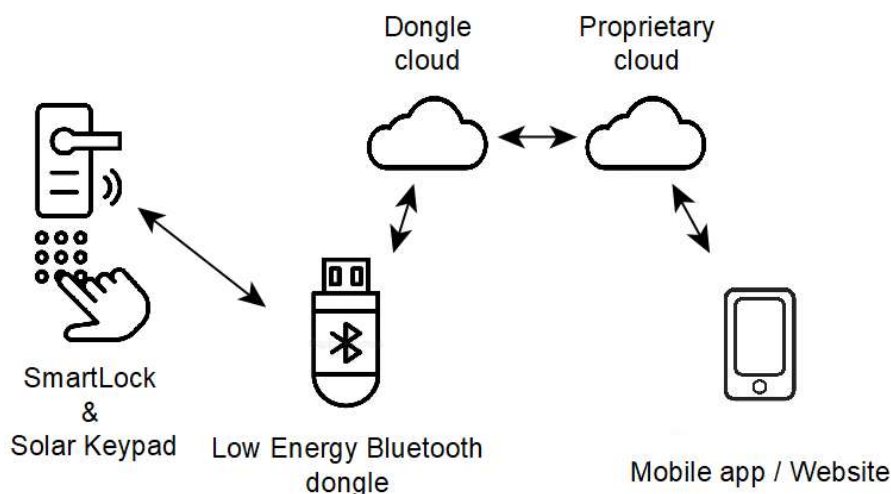 Dongle
cloud
Proprietary
cloud
SmartLock
&
Solar Keypad
Low Energy Bluetooth
dongle
Mobile app / Website